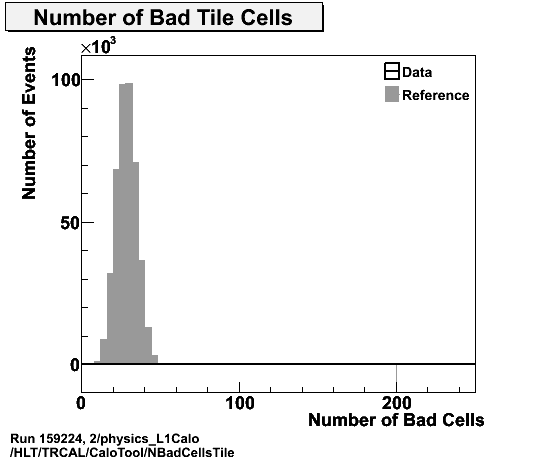 Number of Bad Tile Cells
×10³
Number of Events
Data
Reference
100
50
0
0 100 200
Number of Bad Cells
Run 159224, 2/physics_L1Calo
/HLT/TRCAL/CaloTool/NBadCellsTile